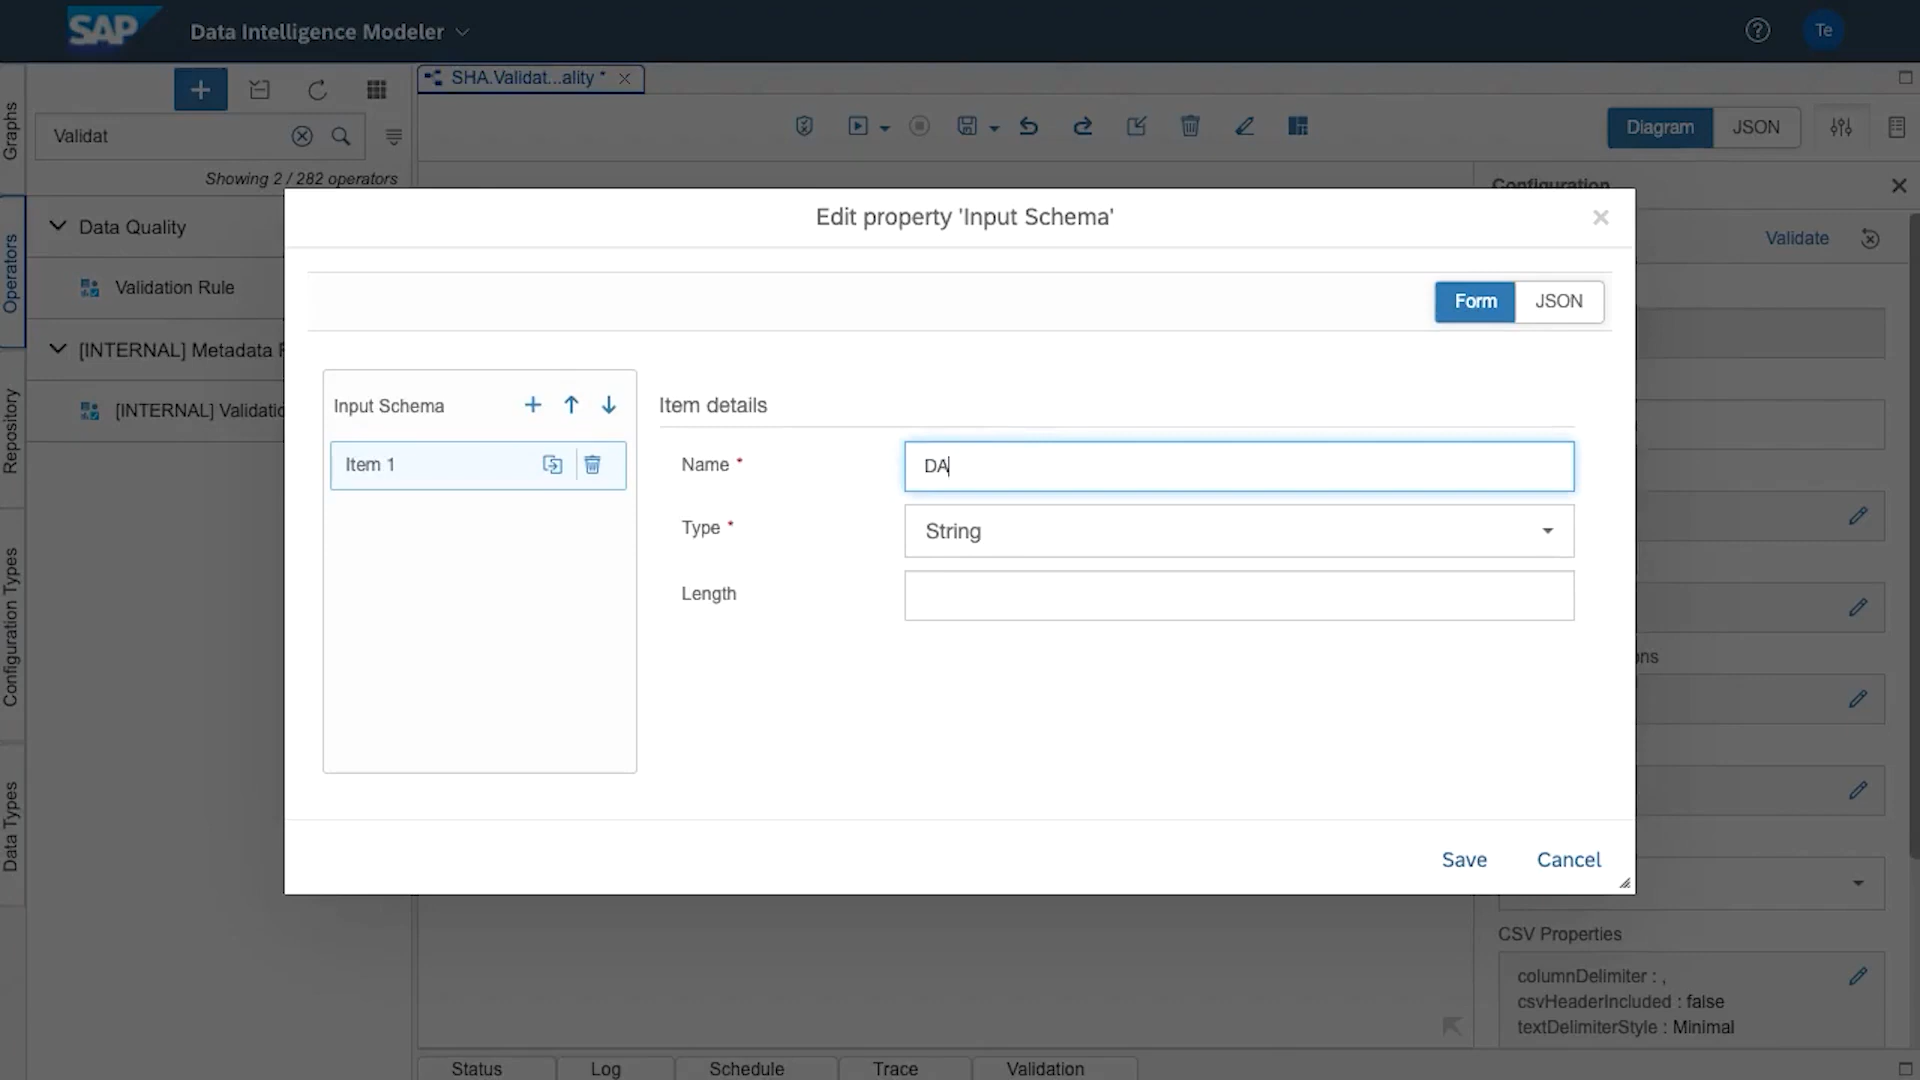 SAP
Data Intelligence Modeler
Te
SHA.Validat...ality *
Validat
Diagram
JSON
Showing 2 / 282 operators
Graphs
Operators
Repository
Configuration Types
Data Types
Data Quality
Validation Rule
[INTERNAL] Metadata
[INTERNAL] Validatio
Configuration
Validate
Edit property 'Input Schema'
Form
JSON
Input Schema
Item 1
Item details
Name *
DA
Type *
String
Length
Save
Cancel
ns
CSV Properties
columnDelimiter : ,
csvHeaderIncluded : false
textDelimiterStyle : Minimal
Status
Log
Schedule
Trace
Validation